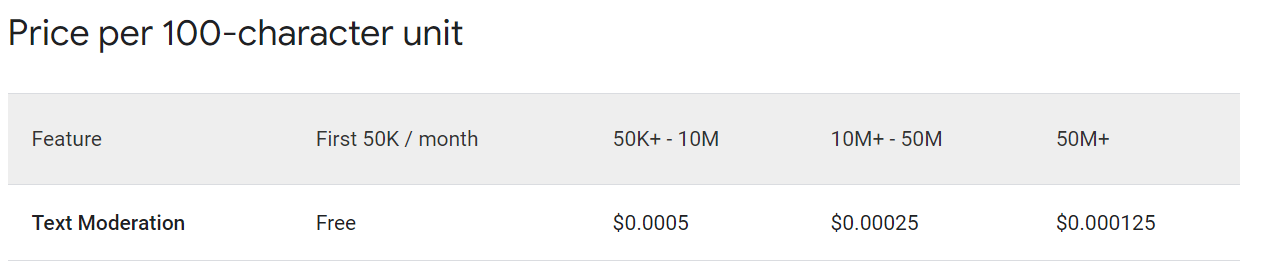 Price per 100-character unit
Feature First 50K / month 50K+ - 10M 10M+ - 50M 50M+
Text Moderation Free $0.0005 $0.00025 $0.000125